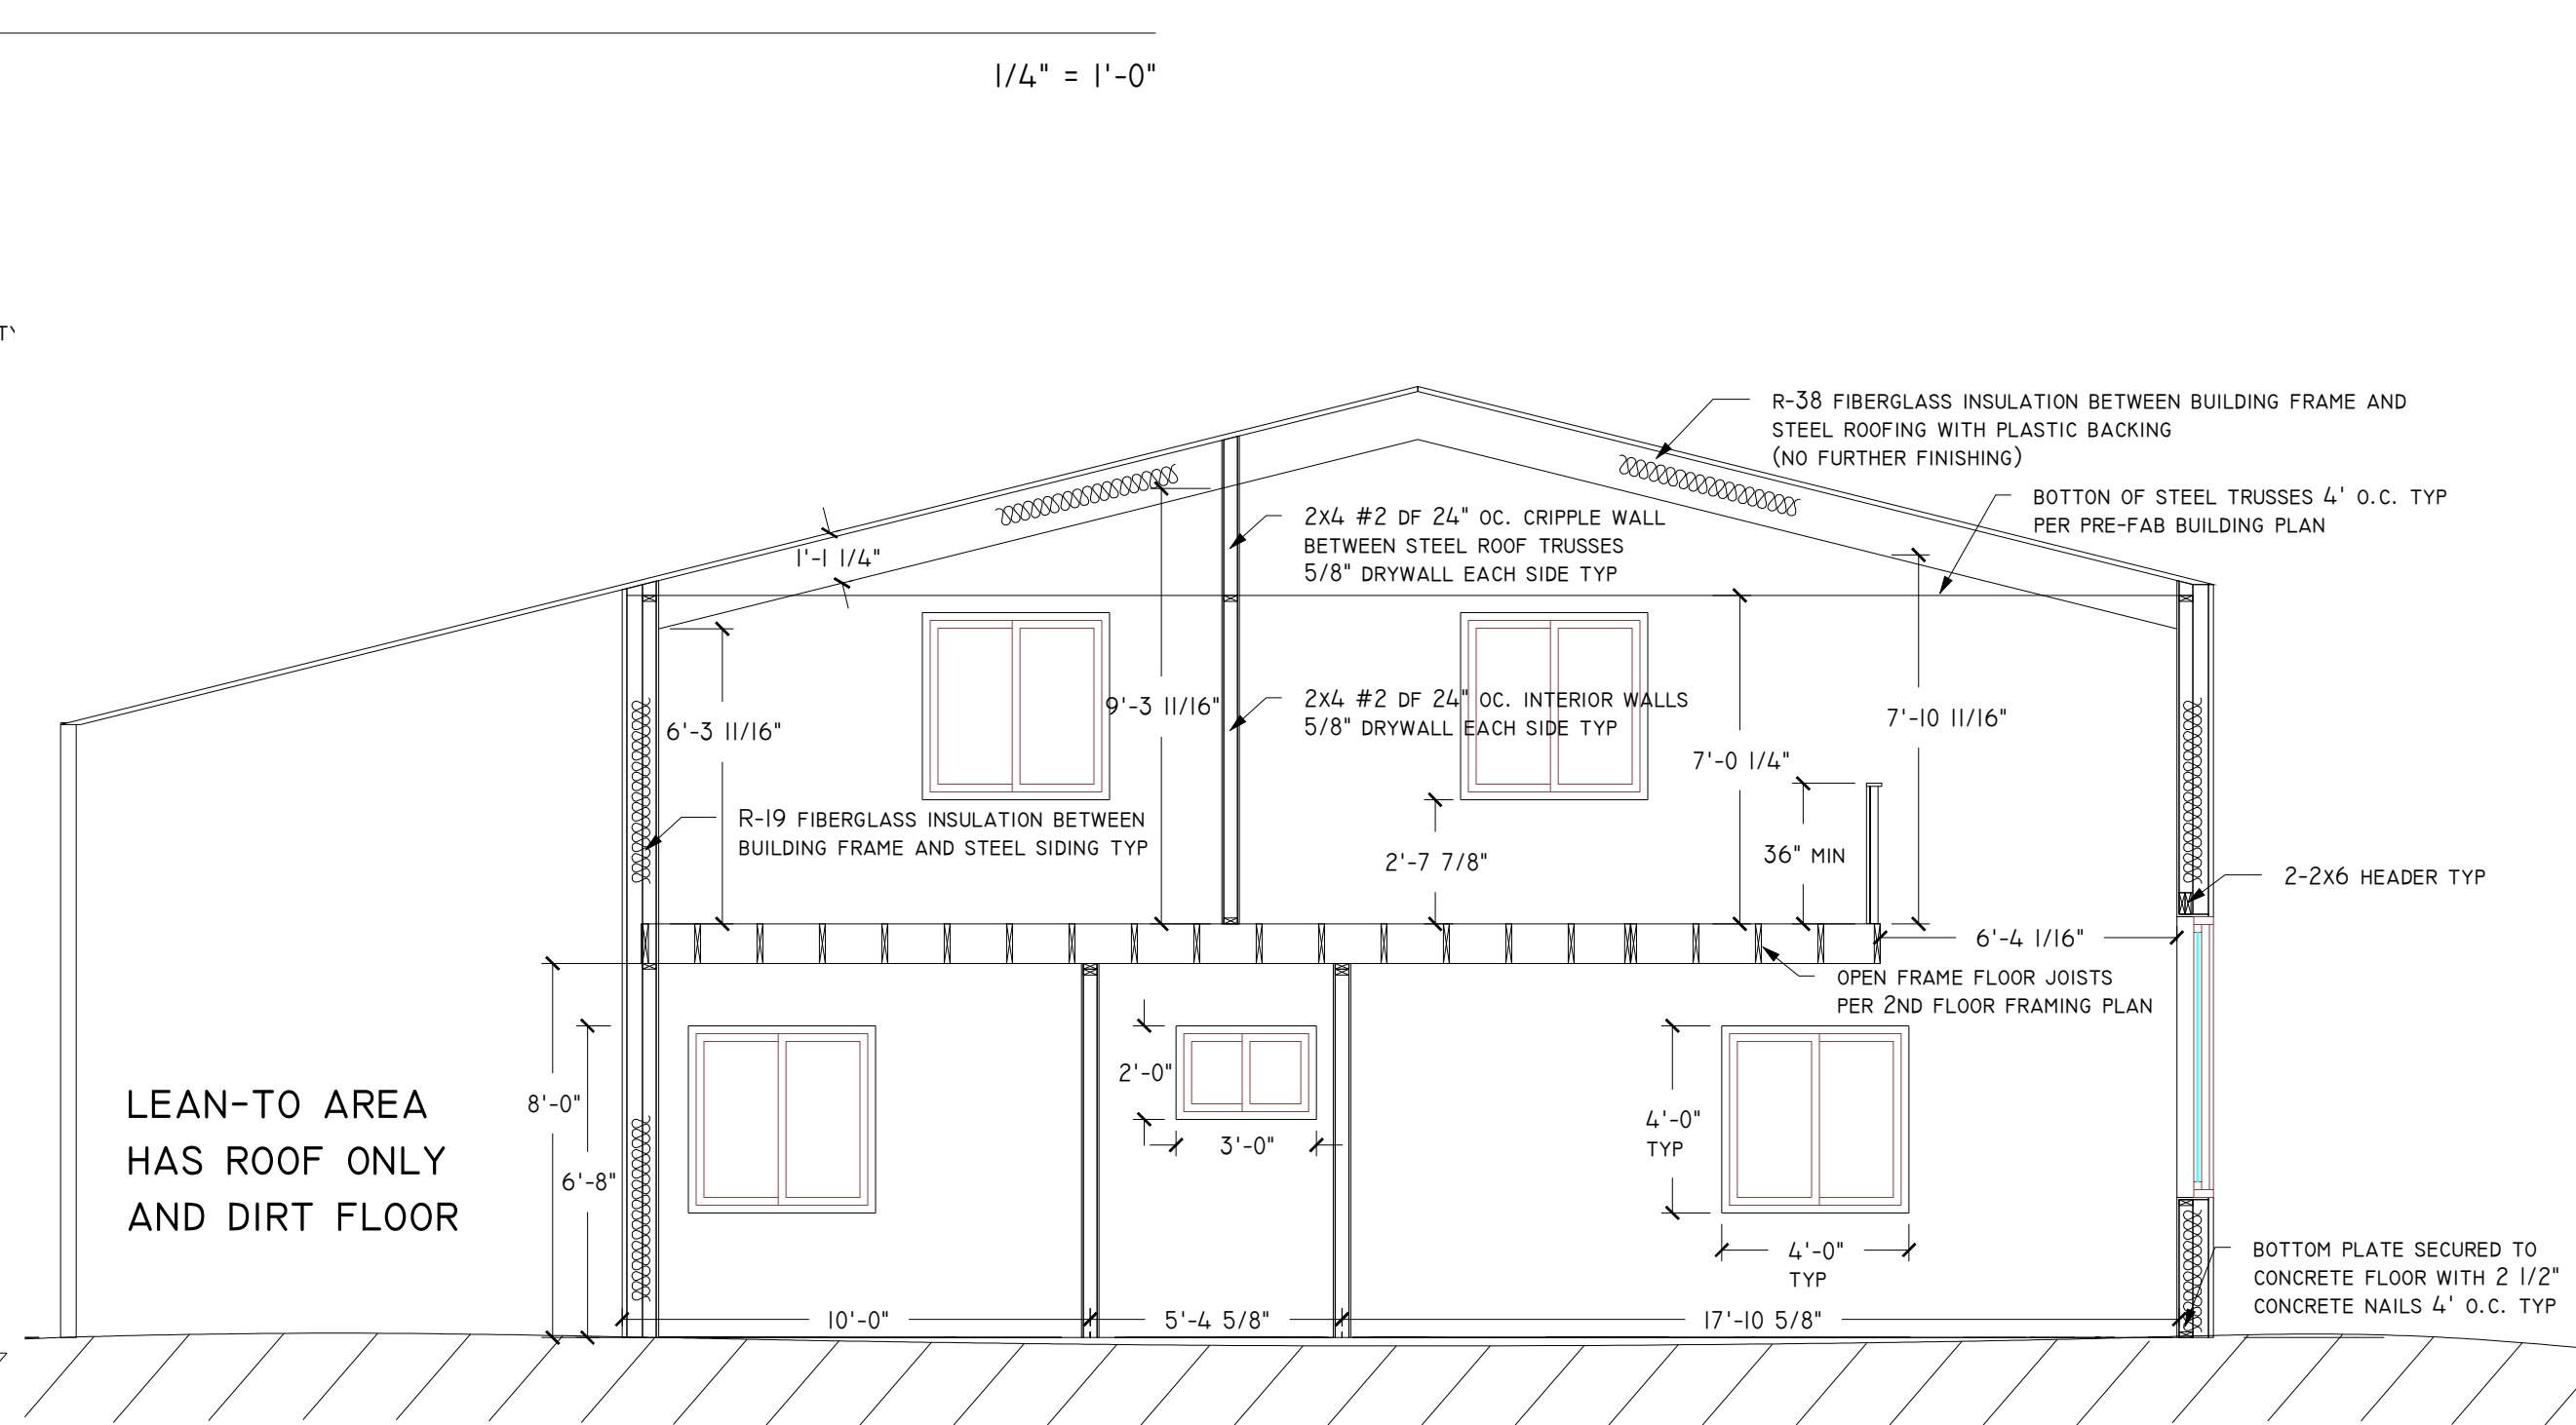 1/4" = 1'-0"
R-38 FIBERGLASS INSULATION BETWEEN BUILDING FRAME AND
STEEL ROOFING WITH PLASTIC BACKING
(NO FURTHER FINISHING)
BOTTON OF STEEL TRUSSES 4' O.C. TYP
PER PRE-FAB BUILDING PLAN
2X4 #2 DF 24" OC. CRIPPLE WALL
BETWEEN STEEL ROOF TRUSSES
5/8" DRYWALL EACH SIDE TYP
1'-1 1/4"
2X4 #2 DF 24" OC. INTERIOR WALLS
5/8" DRYWALL EACH SIDE TYP
9'-3 11/16"
6'-3 11/16"
7'-10 11/16"
7'-0 1/4"
R-19 FIBERGLASS INSULATION BETWEEN
BUILDING FRAME AND STEEL SIDING TYP
2'-7 7/8"
36" MIN
2-2X6 HEADER TYP
6'-4 1/16"
OPEN FRAME FLOOR JOISTS
PER 2ND FLOOR FRAMING PLAN
LEAN-TO AREA
HAS ROOF ONLY
AND DIRT FLOOR
8'-0"
6'-8"
2'-0"
3'-0"
4'-0"
TYP
4'-0"
TYP
BOTTOM PLATE SECURED TO
CONCRETE FLOOR WITH 2 1/2"
CONCRETE NAILS 4' O.C. TYP
10'-0"
5'-4 5/8"
17'-10 5/8"